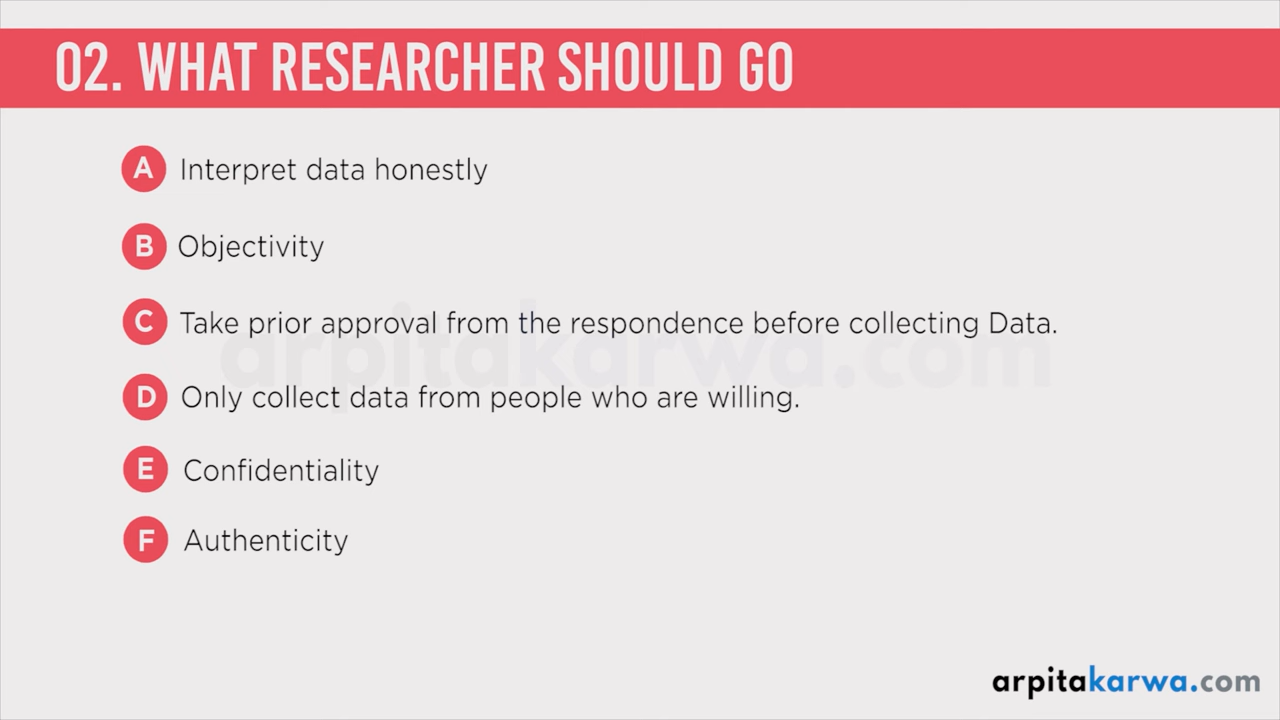 02. WHAT RESEARCHER SHOULD GO
A Interpret data honestly
B Objectivity
C Take prior approval from the respondence before collecting Data.
arpitakarwa.com
D Only collect data from people who are willing.
E Confidentiality
F Authenticity
arpitakarwa.com